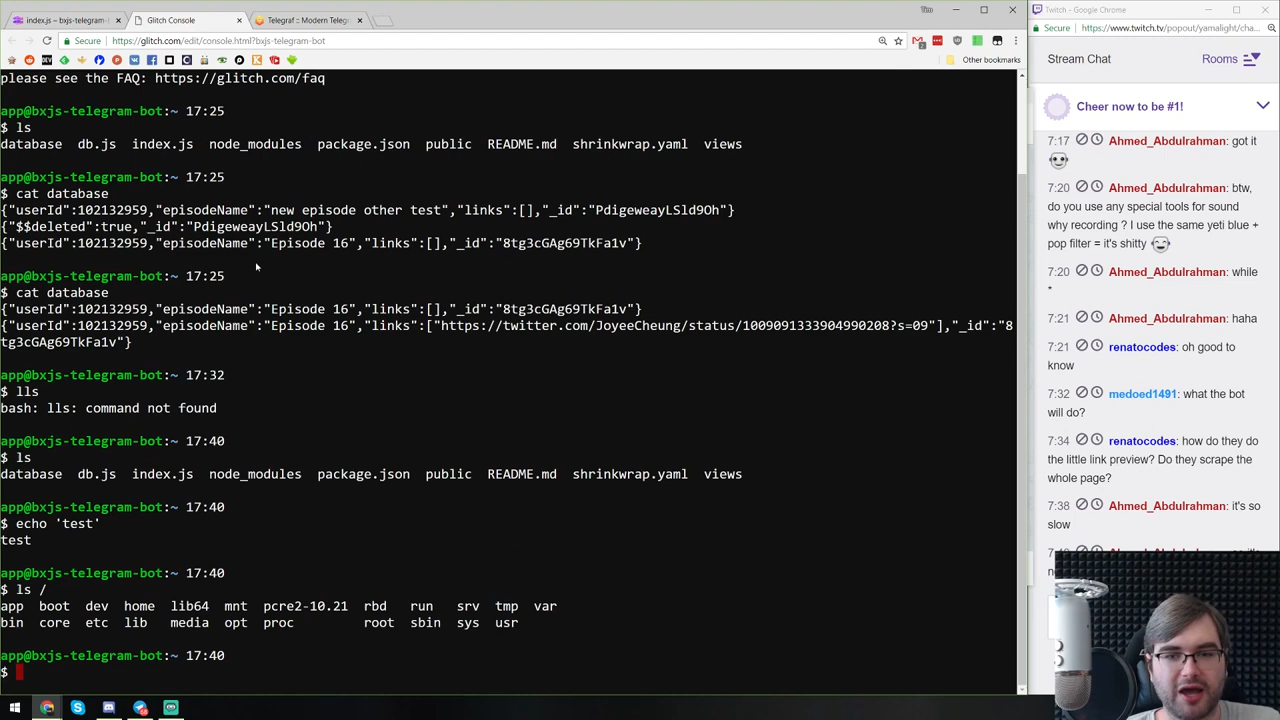 index.js – bxjs-telegram-
Glitch Console
Telegraf :: Modern Telegra
Tim
Twitch - Google Chrome
Secure
https://glitch.com/edit/console.html?bxjs-telegram-bot
Secure
https://www.twitch.tv/popout/yamalight/cha...
Other bookmarks
please see the FAQ: https://glitch.com/faq
app@bxjs-telegram-bot:~ 17:25
$ ls
database db.js index.js node_modules package.json public README.md shrinkwrap.yaml views
app@bxjs-telegram-bot:~ 17:25
$ cat database
{"userId":102132959,"episodeName":"new episode other test","links":[],"_id":"PdigeweayLSld9Oh"}
{"$$deleted":true,"_id":"PdigeweayLSld9Oh"}
{"userId":102132959,"episodeName":"Episode 16","links":[],"_id":"8tg3cGAg69TkFa1v"}
app@bxjs-telegram-bot:~ 17:25
$ cat database
{"userId":102132959,"episodeName":"Episode 16","links":[],"_id":"8tg3cGAg69TkFa1v"}
{"userId":102132959,"episodeName":"Episode 16","links":["https://twitter.com/JoyeeCheung/status/1009091333904990208?s=09"],"_id":"8
tg3cGAg69TkFa1v"}
app@bxjs-telegram-bot:~ 17:32
$ lls
bash: lls: command not found
app@bxjs-telegram-bot:~ 17:40
$ ls
database db.js index.js node_modules package.json public README.md shrinkwrap.yaml views
app@bxjs-telegram-bot:~ 17:40
$ echo 'test'
test
app@bxjs-telegram-bot:~ 17:40
$ ls /
app boot dev home lib64 mnt pcre2-10.21 rbd run srv tmp var
bin core etc lib media opt proc root sbin sys usr
app@bxjs-telegram-bot:~ 17:40
$
Stream Chat
Rooms
Cheer now to be #1!
7:17 Ahmed_Abdulrahman: got it
7:20 Ahmed_Abdulrahman: btw,
do you use any special tools for sound
why recording ? I use the same yeti blue +
pop filter = it's shitty
7:20 Ahmed_Abdulrahman: while
*
7:21 Ahmed_Abdulrahman: haha
7:21 renatocodes: oh good to
know
7:32 medoed1491: what the bot
will do?
7:34 renatocodes: how do they do
the little link preview? Do they scrape the
whole page?
7:38 Ahmed_Abdulrahman: it's so
slow